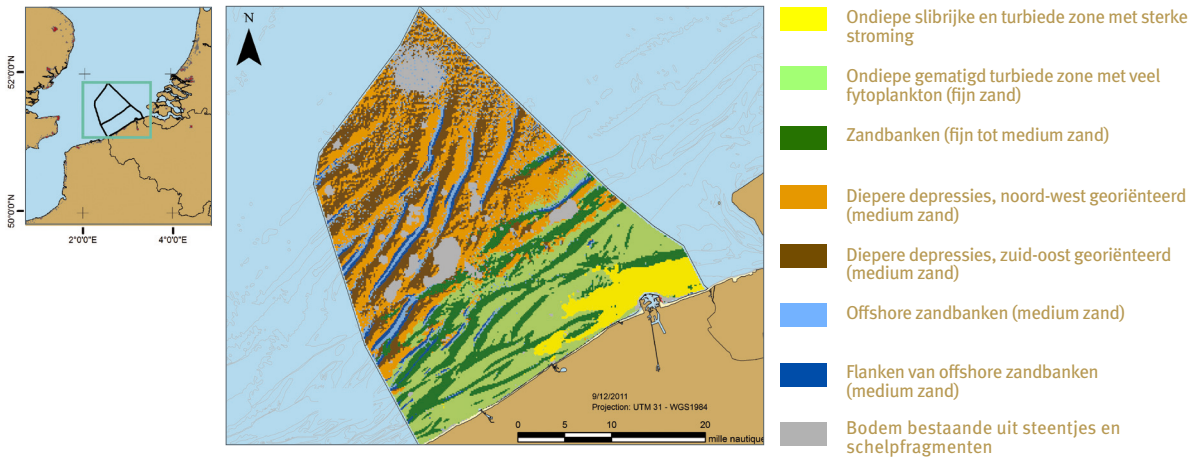 52°0'0"N
50°0'0"N
2°0'0"E
4°0'0"E
N
9/12/2011
Projection: UTM 31 - WGS1984
0 5 10 20
mille nautique
Ondiepe slibrijke en turbiede zone met sterke
stroming
Ondiepe gematigd turbiede zone met veel
fytoplankton (fijn zand)
Zandbanken (fijn tot medium zand)
Diepere depressies, noord-west georiënteerd
(medium zand)
Diepere depressies, zuid-oost georiënteerd
(medium zand)
Offshore zandbanken (medium zand)
Flanken van offshore zandbanken
(medium zand)
Bodem bestaande uit steentjes en
schelpfragmenten